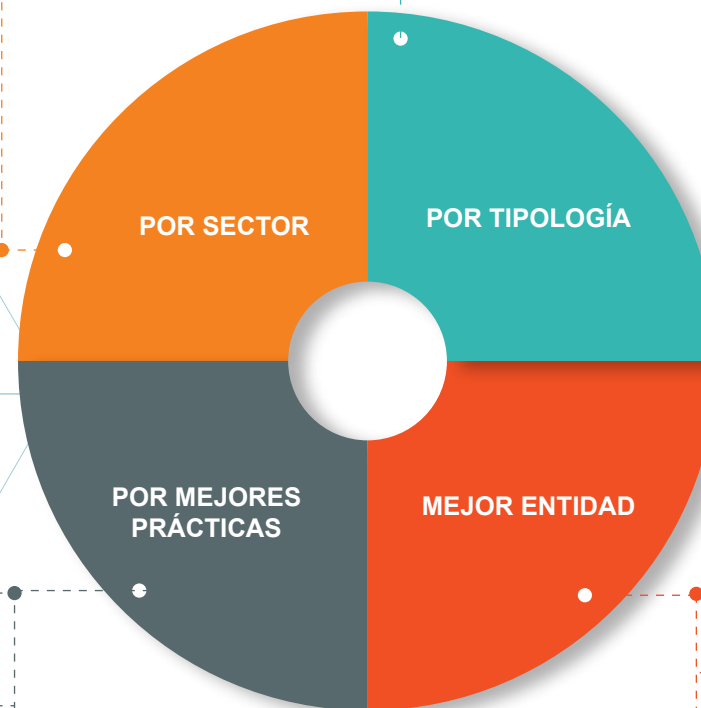 POR SECTOR
POR TIPOLOGÍA
POR MEJORES
PRÁCTICAS
MEJOR ENTIDAD